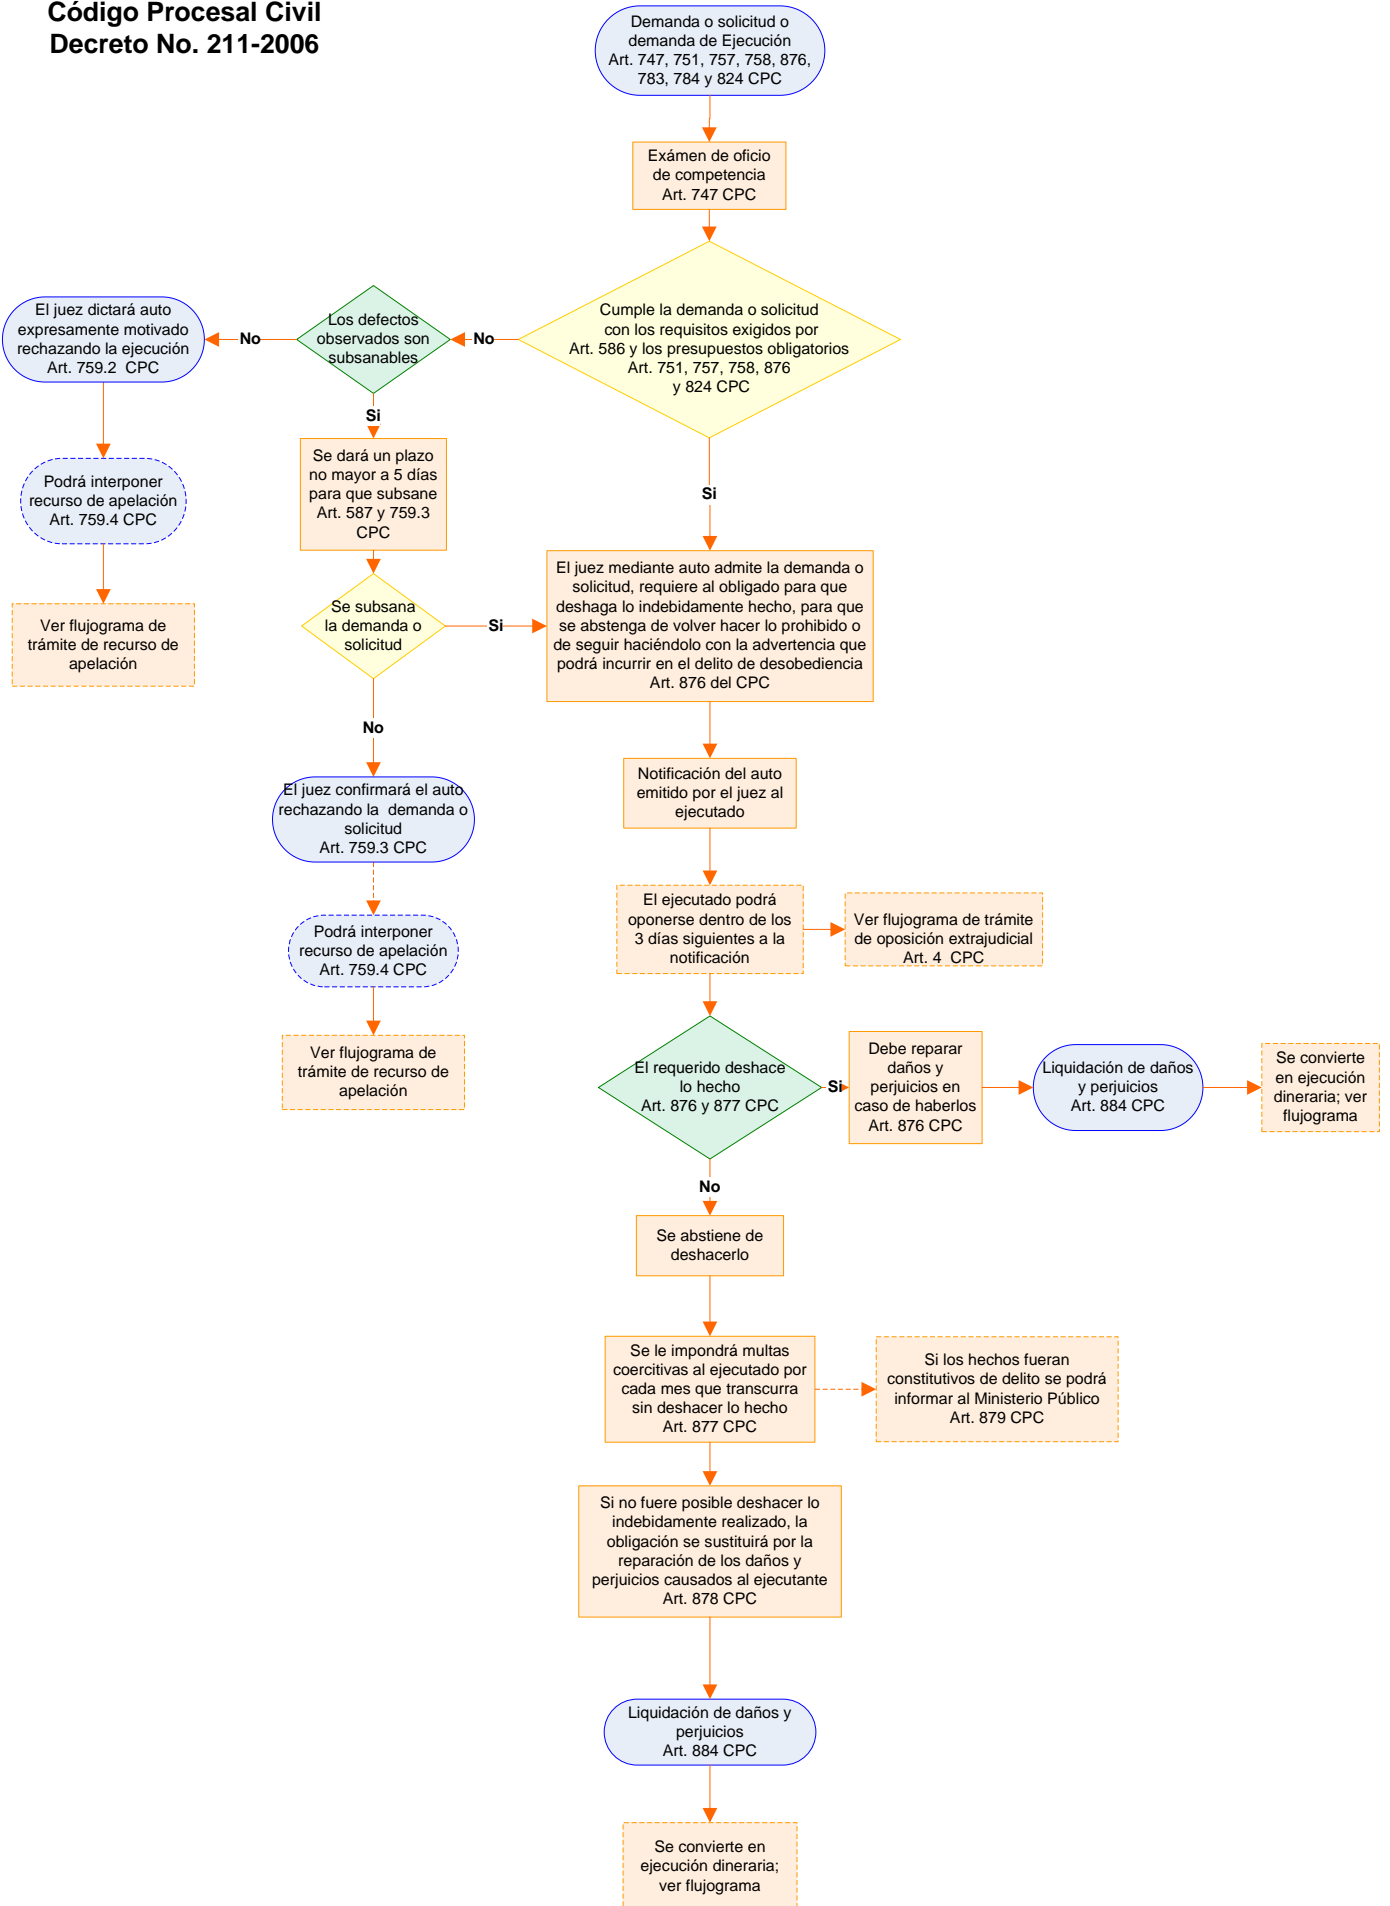 Código Procesal Civil
Decreto No. 211-2006
Demanda o solicitud o
demanda de Ejecución
Art. 747, 751, 757, 758, 876,
783, 784 y 824 CPC
Exámen de oficio
de competencia
Art. 747 CPC
Cumple la demanda o solicitud
con los requisitos exigidos por
Art. 586 y los presupuestos obligatorios
Art. 751, 757, 758, 876
y 824 CPC
No
Los defectos
observados son
subsanables
No
El juez dictará auto
expresamente motivado
rechazando la ejecución
Art. 759.2 CPC
Podrá interponer
recurso de apelación
Art. 759.4 CPC
Ver flujograma de
trámite de recurso de
apelación
Si
Se dará un plazo
no mayor a 5 días
para que subsane
Art. 587 y 759.3
CPC
Se subsana
la demanda o
solicitud
Si
No
El juez confirmará el auto
rechazando la demanda o
solicitud
Art. 759.3 CPC
Podrá interponer
recurso de apelación
Art. 759.4 CPC
Ver flujograma de
trámite de recurso de
apelación
Si
El juez mediante auto admite la demanda o
solicitud, requiere al obligado para que
deshaga lo indebidamente hecho, para que
se abstenga de volver hacer lo prohibido o
de seguir haciéndolo con la advertencia que
podrá incurrir en el delito de desobediencia
Art. 876 del CPC
Notificación del auto
emitido por el juez al
ejecutado
El ejecutado podrá
oponerse dentro de los
3 días siguientes a la
notificación
Ver flujograma de trámite
de oposición extrajudicial
Art. 4 CPC
El requerido deshace
lo hecho
Art. 876 y 877 CPC
Si
Debe reparar
daños y
perjuicios en
caso de haberlos
Art. 876 CPC
Liquidación de daños
y perjuicios
Art. 884 CPC
Se convierte
en ejecución
dineraria; ver
flujograma
No
Se abstiene de
deshacerlo
Se le impondrá multas
coercitivas al ejecutado por
cada mes que transcurra
sin deshacer lo hecho
Art. 877 CPC
Si los hechos fueran
constitutivos de delito se podrá
informar al Ministerio Público
Art. 879 CPC
Si no fuere posible deshacer lo
indebidamente realizado, la
obligación se sustituirá por la
reparación de los daños y
perjuicios causados al ejecutante
Art. 878 CPC
Liquidación de daños y
perjuicios
Art. 884 CPC
Se convierte en
ejecución dineraria;
ver flujograma